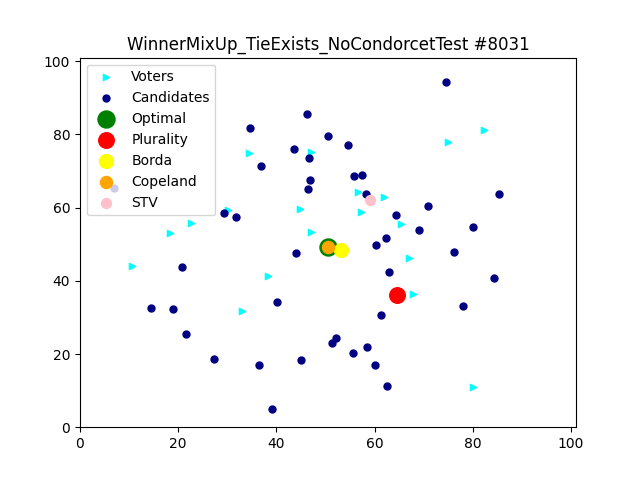 WinnerMixUp_TieExists_NoCondorcetTest #8031
100
80
60
40
20
0
0 20 40 60 80 100
Voters
Candidates
Optimal
Plurality
Borda
Copeland
STV